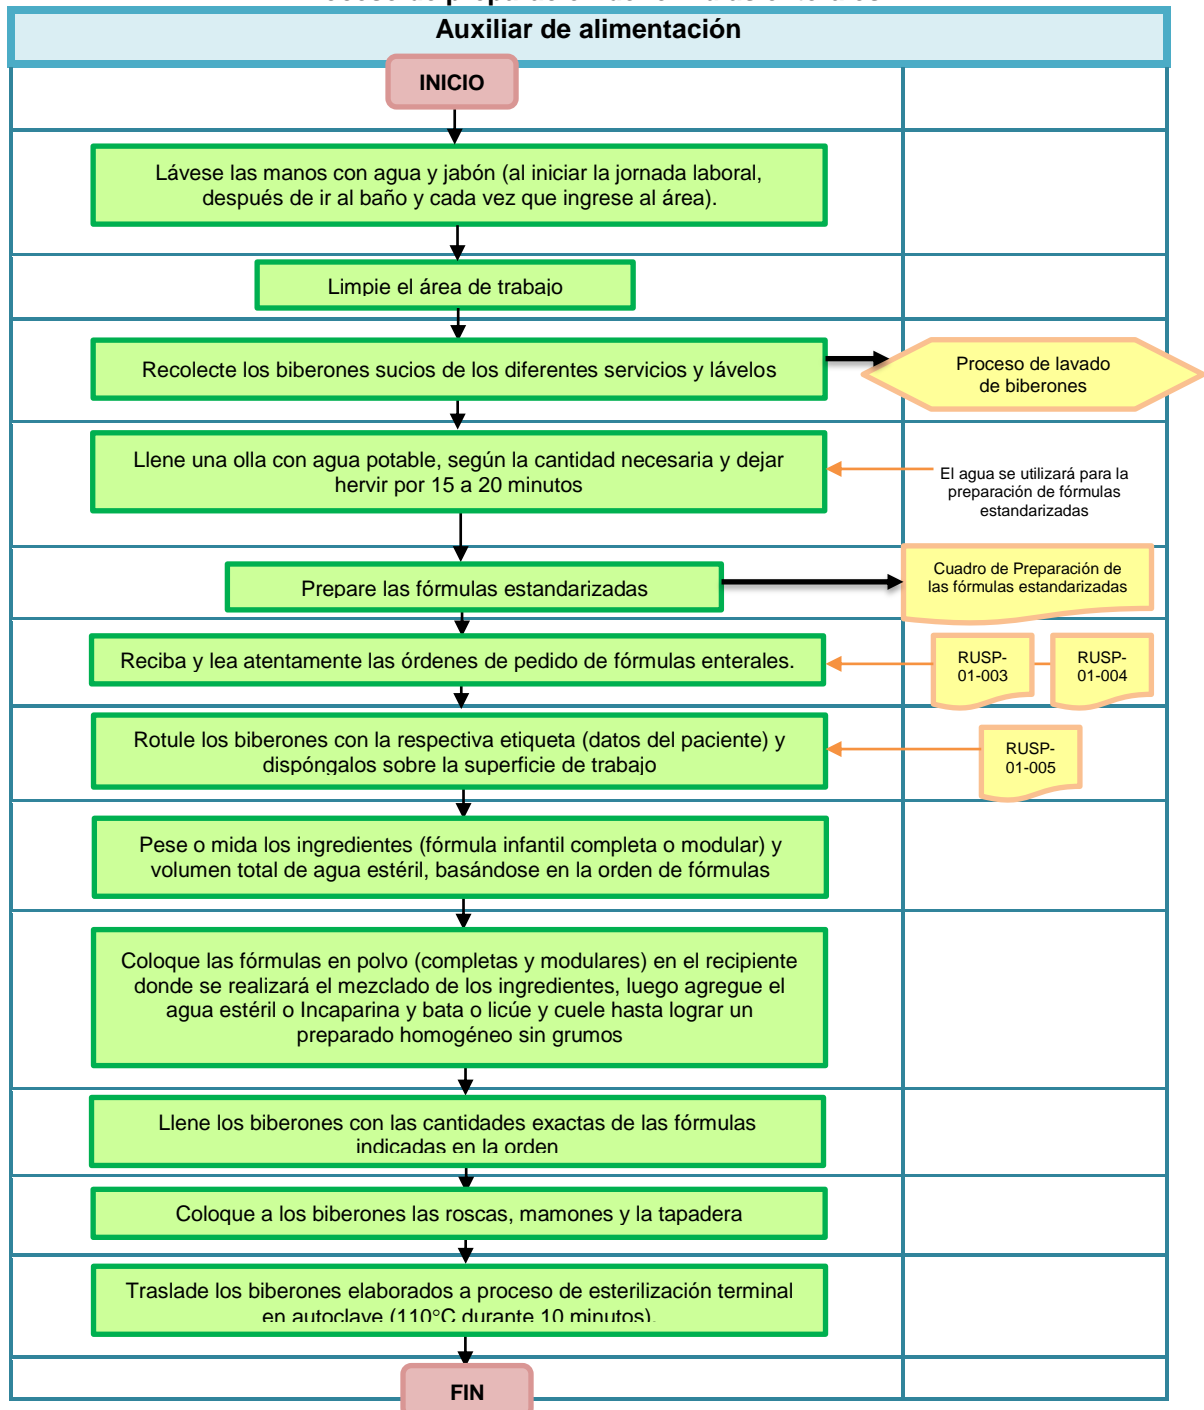 Proceso de preparación de fórmulas enterales
Auxiliar de alimentación
INICIO
Lávese las manos con agua y jabón (al iniciar la jornada laboral,
después de ir al baño y cada vez que ingrese al área).
Limpie el área de trabajo
Recolecte los biberones sucios de los diferentes servicios y lávelos
Proceso de lavado
de biberones
Llene una olla con agua potable, según la cantidad necesaria y dejar
hervir por 15 a 20 minutos
El agua se utilizará para la
preparación de fórmulas
estandarizadas
Prepare las fórmulas estandarizadas
Cuadro de Preparación de
las fórmulas estandarizadas
Reciba y lea atentamente las órdenes de pedido de fórmulas enterales.
RUSP-
01-003
RUSP-
01-004
Rotule los biberones con la respectiva etiqueta (datos del paciente) y
dispóngalos sobre la superficie de trabajo
RUSP-
01-005
Pese o mida los ingredientes (fórmula infantil completa o modular) y
volumen total de agua estéril, basándose en la orden de fórmulas
Coloque las fórmulas en polvo (completas y modulares) en el recipiente
donde se realizará el mezclado de los ingredientes, luego agregue el
agua estéril o Incaparina y bata o licúe y cuele hasta lograr un
preparado homogéneo sin grumos
Llene los biberones con las cantidades exactas de las fórmulas
indicadas en la orden
Coloque a los biberones las roscas, mamones y la tapadera
Traslade los biberones elaborados a proceso de esterilización terminal
en autoclave (110°C durante 10 minutos).
FIN